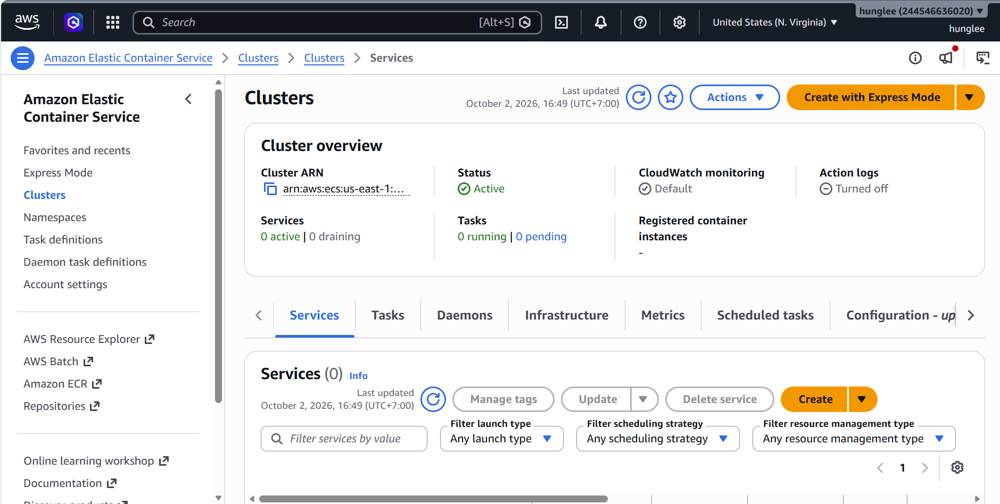 aws
Search
[Alt+S]
United States (N. Virginia)
hunglee (244546636020)
hunglee
Amazon Elastic Container Service
Clusters
Clusters
Services
Amazon Elastic
Container Service
Favorites and recents
Express Mode
Clusters
Namespaces
Task definitions
Daemon task definitions
Account settings
AWS Resource Explorer
AWS Batch
Amazon ECR
Repositories
Online learning workshop
Documentation
Discover products
Clusters
Last updated
October 2, 2026, 16:49 (UTC+7:00)
Actions
Create with Express Mode
Cluster overview
Cluster ARN
arn:aws:ecs:us-east-1:...
Status
Active
CloudWatch monitoring
Default
Action logs
Turned off
Services
0 active | 0 draining
Tasks
0 running | 0 pending
Registered container
instances
-
Services
Tasks
Daemons
Infrastructure
Metrics
Scheduled tasks
Configuration - up
Services (0) Info
Last updated
October 2, 2026, 16:49 (UTC+7:00)
Manage tags
Update
Delete service
Create
Filter services by value
Filter launch type
Any launch type
Filter scheduling strategy
Any scheduling strategy
Filter resource management type
Any resource management type
1